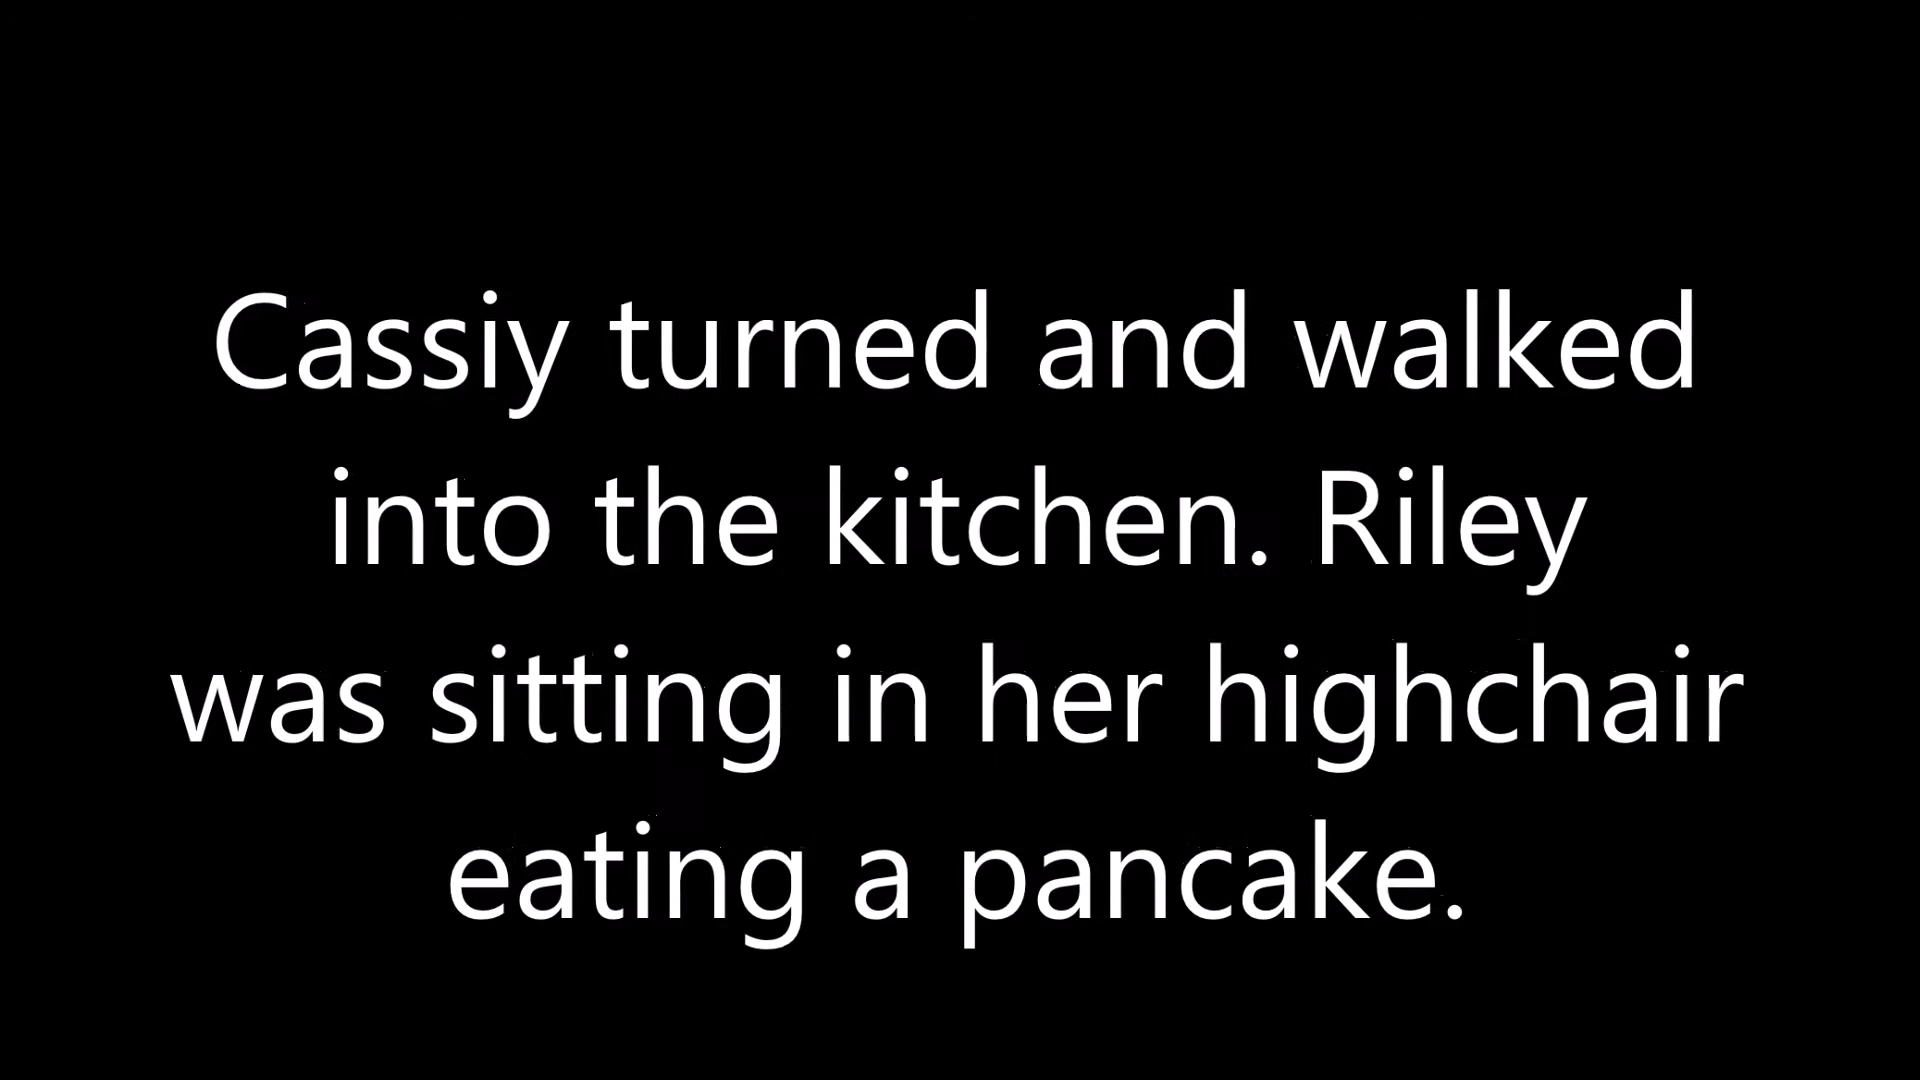 Cassiy turned and walked
into the kitchen. Riley
was sitting in her highchair
eating a pancake.